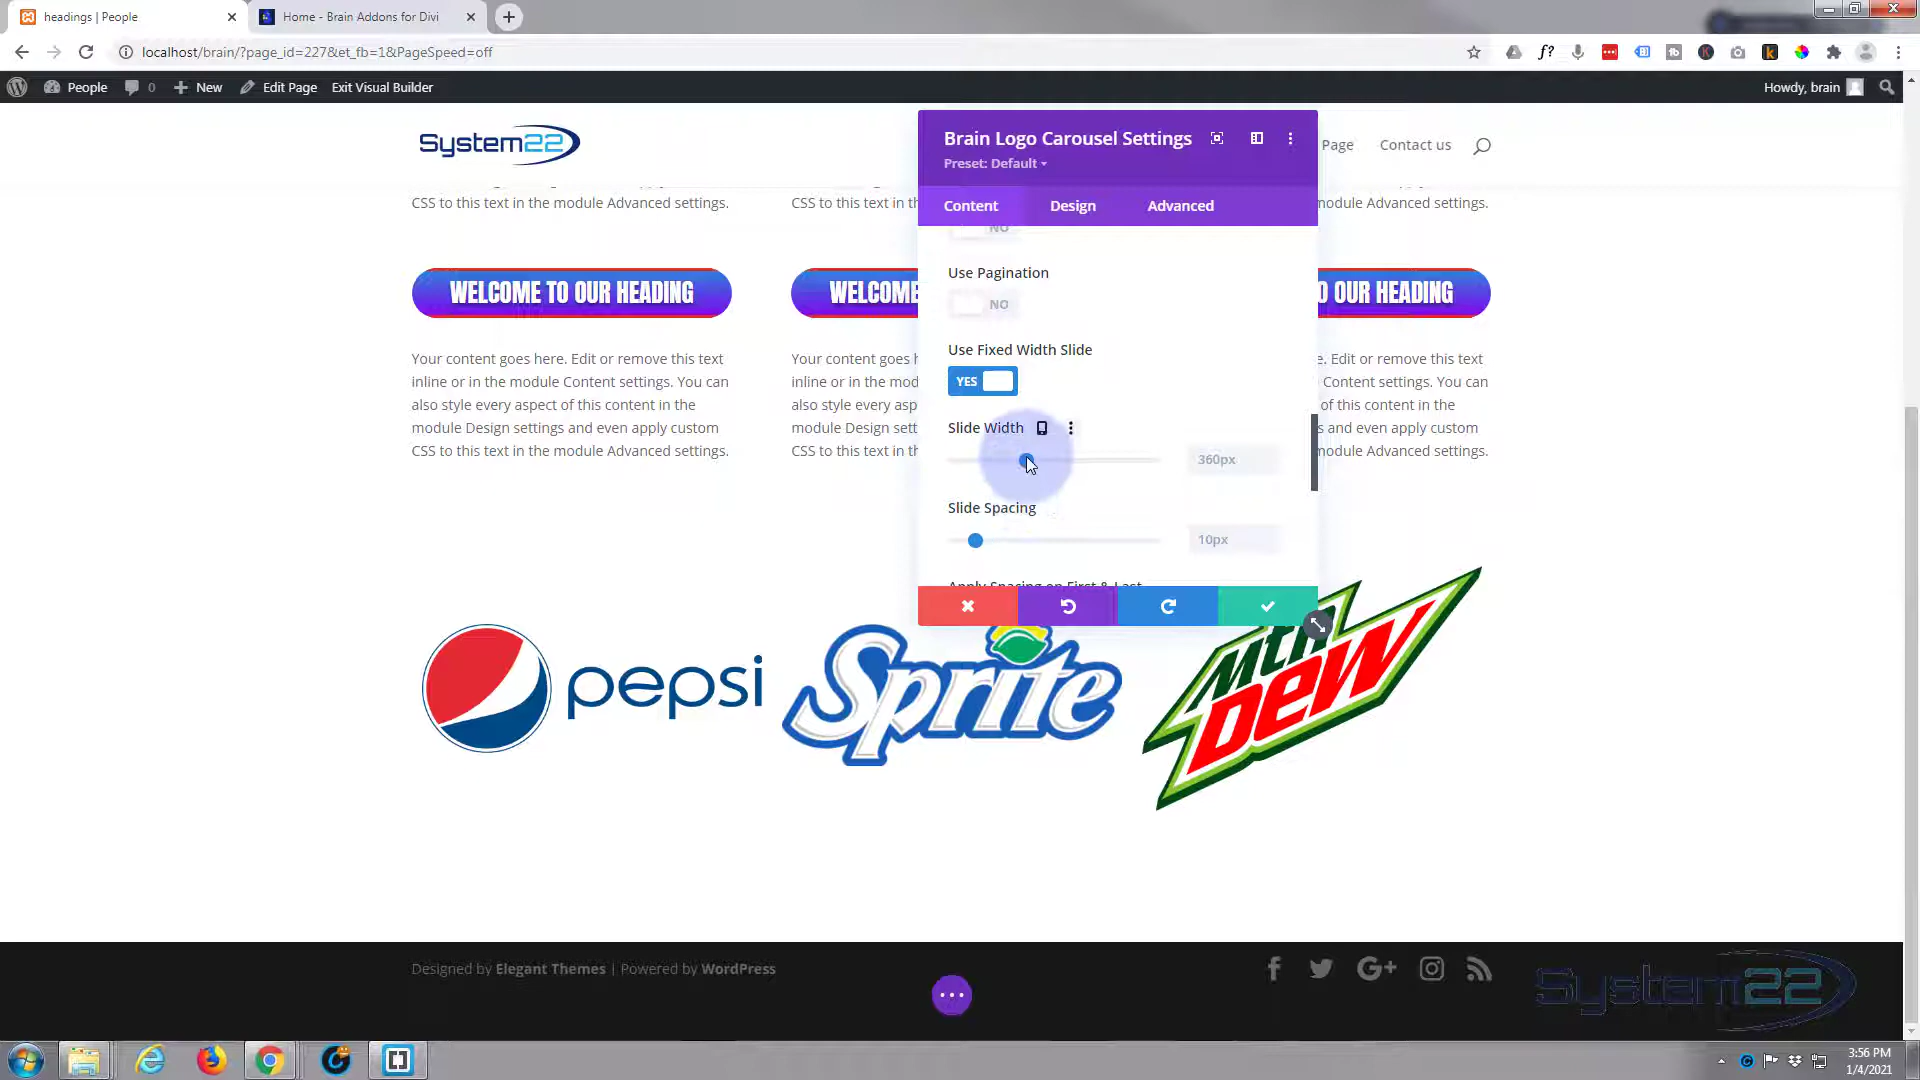 headings | People
Home - Brain Addons for Divi
localhost/brain/?page_id=227&et_fb=1&PageSpeed=off
f?
People 0 New Edit Page Exit Visual Builder
Howdy, brain
System22
Brain Logo Carousel Settings
Preset: Default
Page Contact us
Content Design Advanced
CSS to this text in the module Advanced settings.
CSS to this
module Advanced settings.
NO
Use Pagination
NO
WELCOME TO OUR HEADING
WELCOME
O OUR HEADING
Use Fixed Width Slide
YES
Your content goes here. Edit or remove this text
inline or in the module Content settings. You can
also style every aspect of this content in the
module Design settings and even apply custom
CSS to this text in the module Advanced settings.
Your content goes h
inline or in the mod
also style every asp
module Design sett
CSS to this text in th
e. Edit or remove this text
Content settings. You can
of this content in the
s and even apply custom
module Advanced settings.
Slide Width
360px
Slide Spacing
10px
Apply Spacing on First & Last
pepsi
Sprite
Mtn
DEW
Designed by Elegant Themes | Powered by WordPress
System22
3:56 PM
1/4/2021